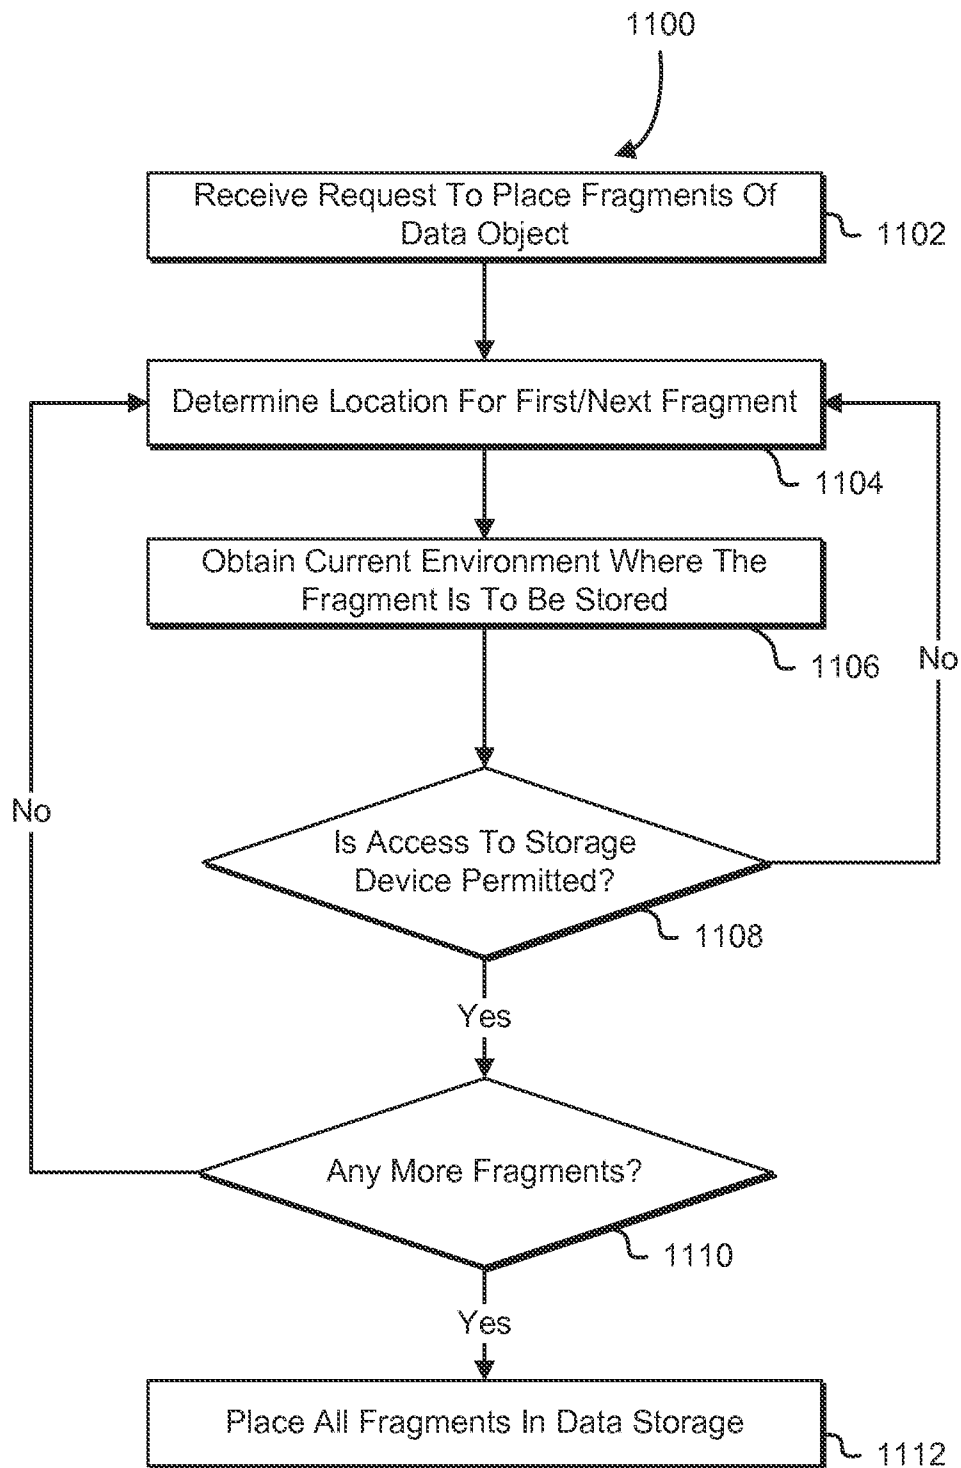 1100
Receive Request To Place Fragments Of
Data Object
1102
Determine Location For First/Next Fragment
1104
Obtain Current Environment Where The
Fragment Is To Be Stored
1106
No
No
Is Access To Storage
Device Permitted?
1108
Yes
Any More Fragments?
1110
Yes
Place All Fragments In Data Storage
1112